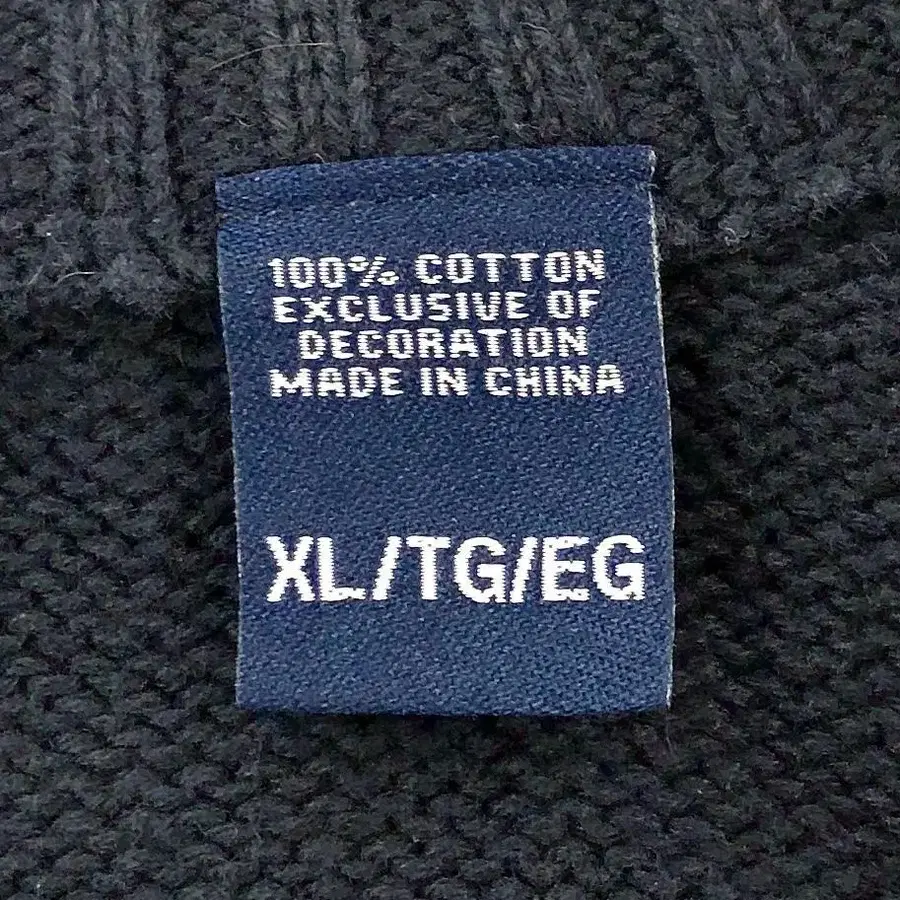 100% COTTON
EXCLUSIVE OF
DECORATION
MADE IN CHINA
XL/TG/EG